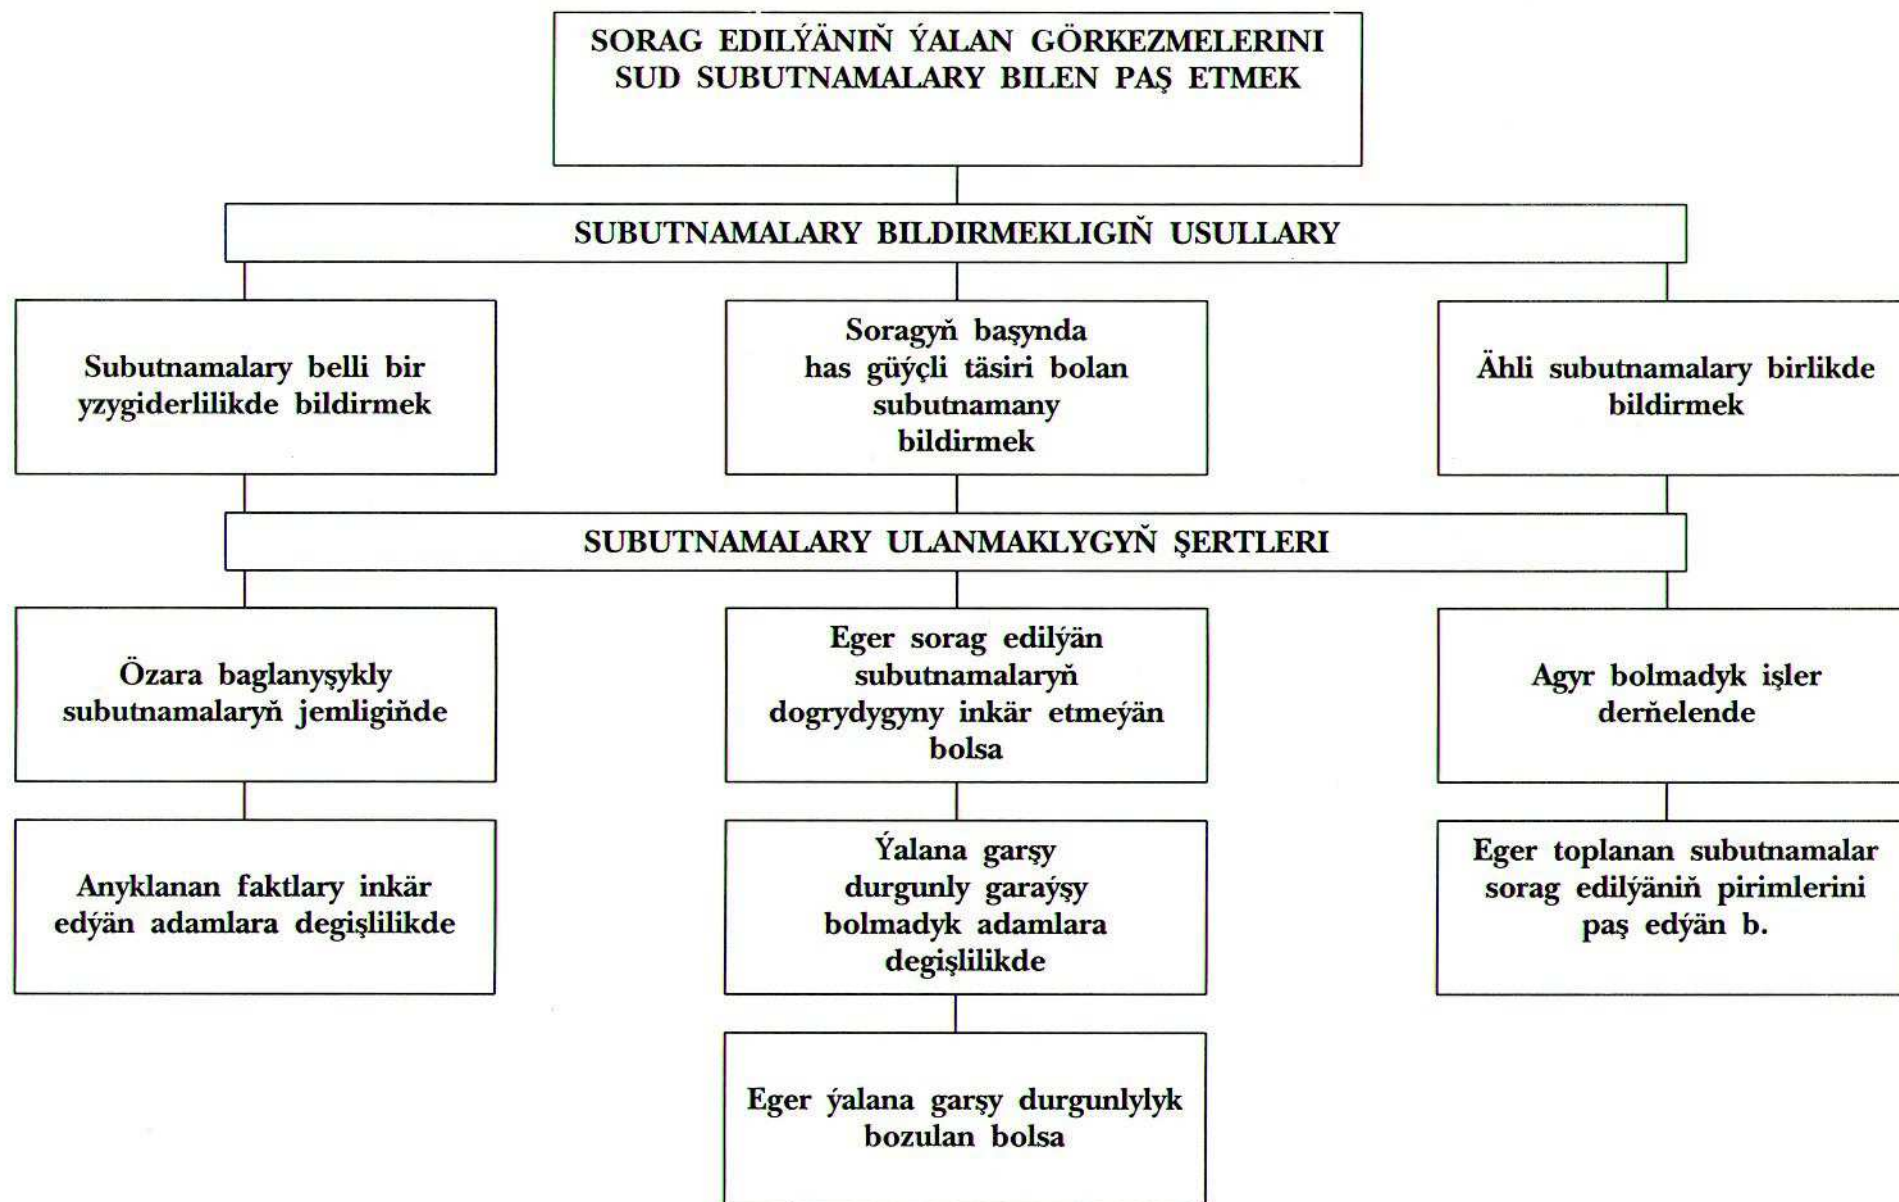 SORAG EDILÝÄNIŇ ÝALAN GÖRKEZMELERINI
SUD SUBUTNAMALARY BILEN PAŞ ETMEK
SUBUTNAMALARY BILDIRMEKLIGIŇ USULLARY
Subutnamalary belli bir
yzygiderlilikde bildirmek
Soragyň başynda
has güýçli täsiri bolan
subutnamany
bildirmek
Ähli subutnamalary birlikde
bildirmek
SUBUTNAMALARY ULANMAKLYGYŇ ŞERTLERI
Özara baglanyşykly
subutnamalaryň jemligiňde
Eger sorag edilýän
subutnamalaryň
dogrydygyny inkär etmeýän
bolsa
Agyr bolmadyk işler
derňelende
Anyklanan faktlary inkär
edýän adamlara degişlilikde
Ýalana garşy
durgunly garaýşy
bolmadyk adamlara
degişlilikde
Eger toplanan subutnamalar
sorag edilýäniň pirimlerini
paş edýän b.
Eger ýalana garşy durgunlylyk
bozulan bolsa